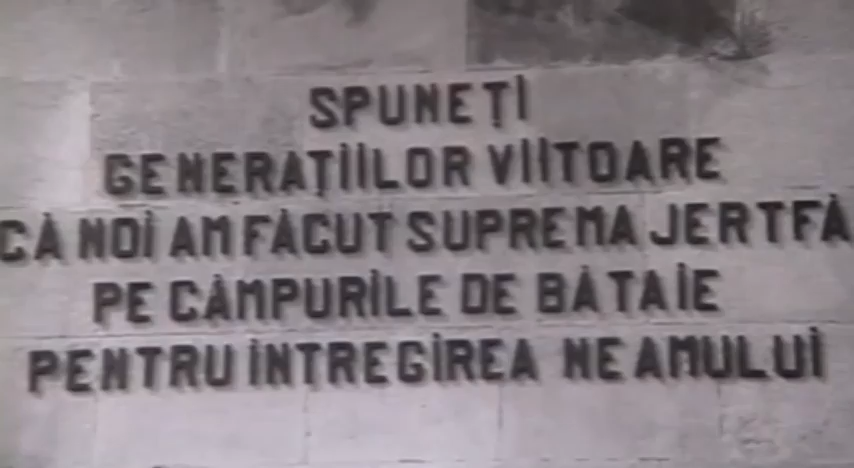 SPUNEȚI
GENERAȚIILOR VIITOARE
CĂ NOI AM FĂCUT SUPREMA JERTFĂ
PE CÂMPURILE DE BĂTAIE
PENTRU ÎNTREGIREA NEAMULUI